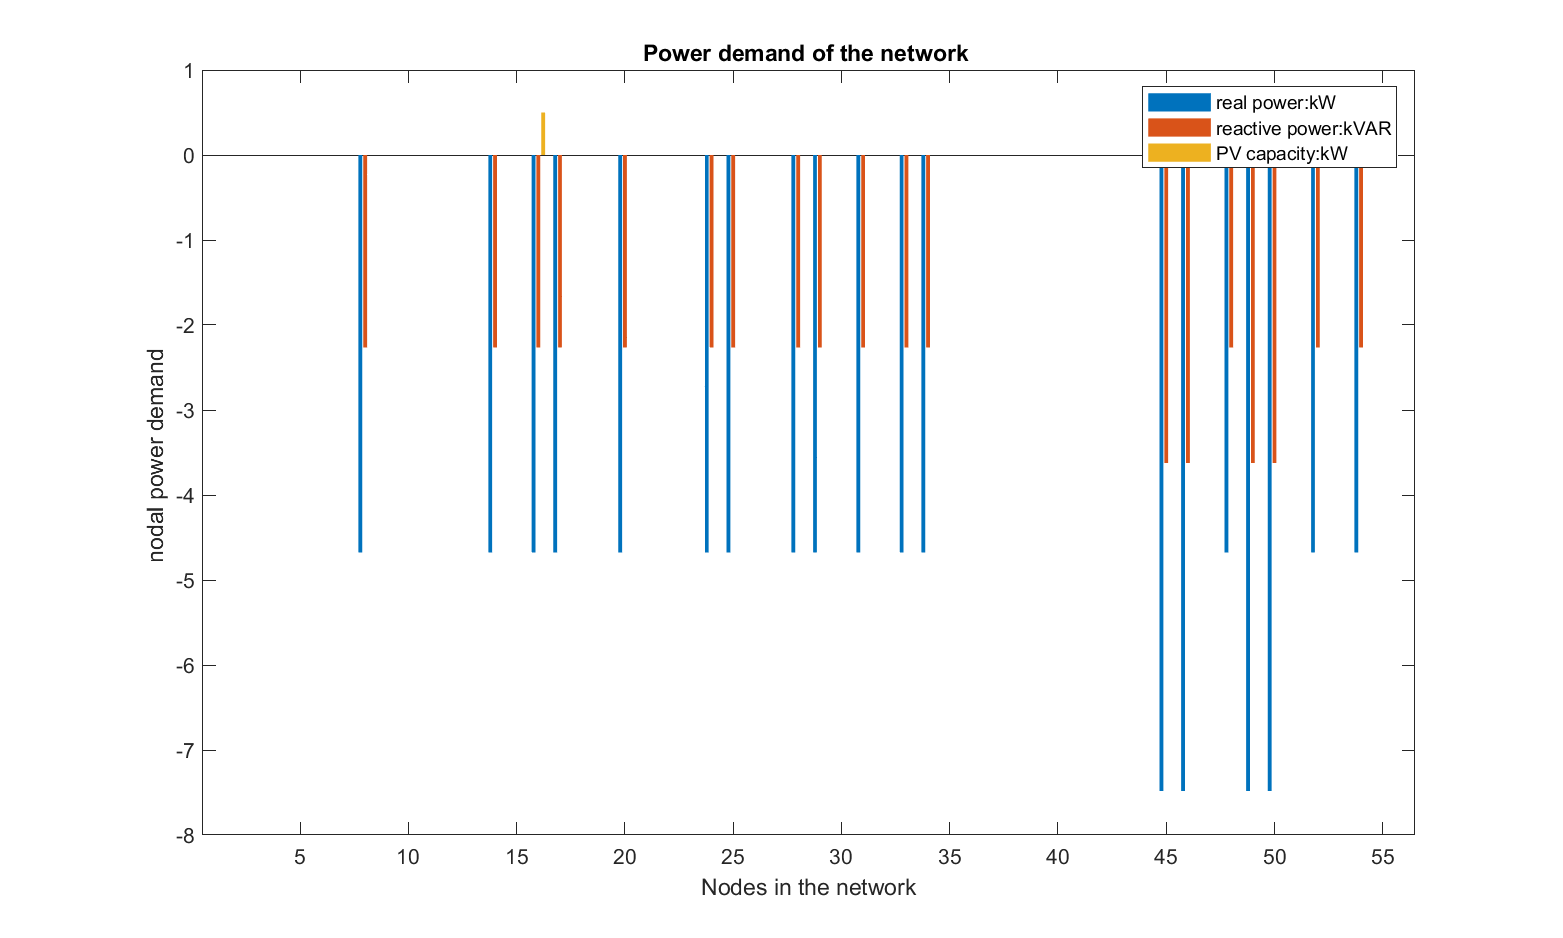 Power demand of the network
real power:kW
reactive power:kVAR
PV capacity:kW
1
0
-1
-2
-3
-4
-5
-6
-7
-8
nodal power demand
5 10 15 20 25 30 35 40 45 50 55
Nodes in the network